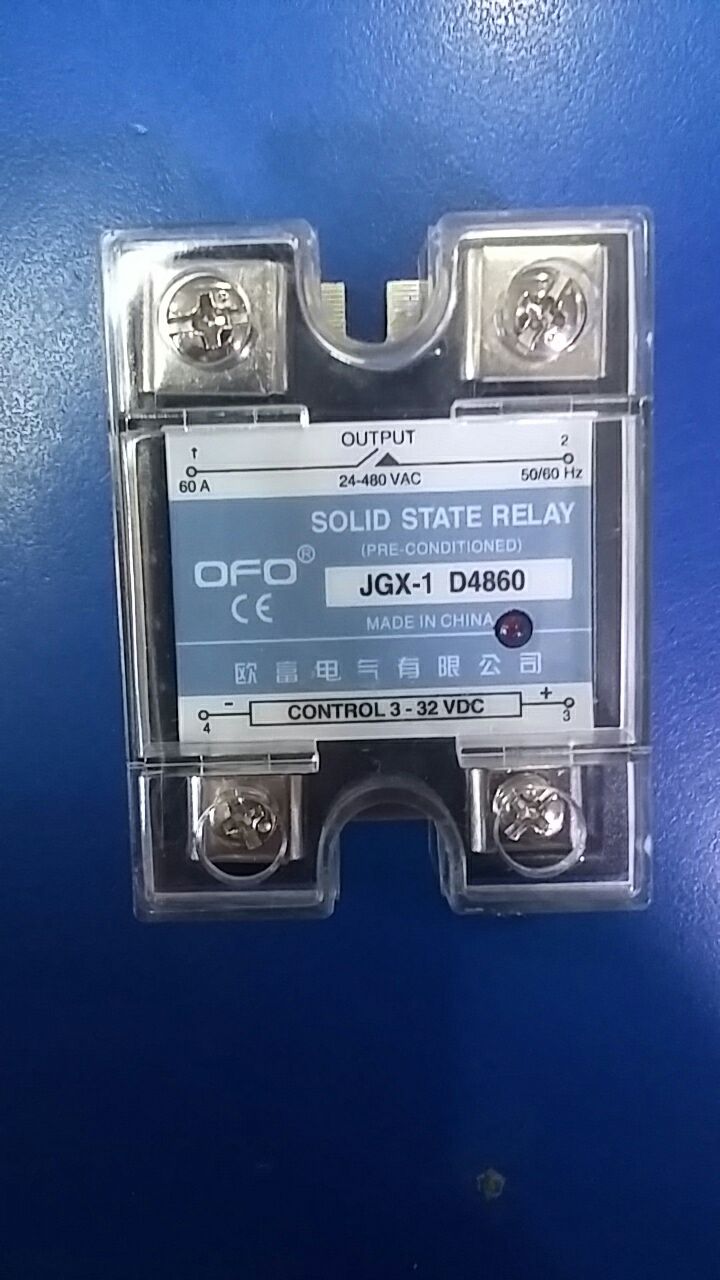 OUTPUT
1 2
60 A 24-480 VAC 50/60 Hz
SOLID STATE RELAY
(PRE-CONDITIONED)
OFO®
JGX-1 D4860
CE
MADE IN CHINA
欧富电气有限公司
- +
CONTROL 3 - 32 VDC
4 3